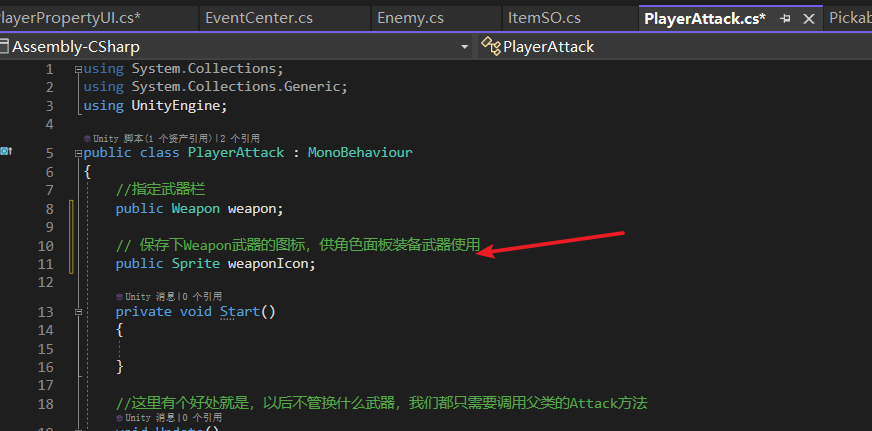 layerPropertyUI.cs*
EventCenter.cs
Enemy.cs
ItemSO.cs
PlayerAttack.cs*
Pickab
Assembly-CSharp
PlayerAttack
1 using System.Collections;
2 using System.Collections.Generic;
3 using UnityEngine;
4
Unity 脚本(1 个资产引用)|2 个引用
5 public class PlayerAttack : MonoBehaviour
6 {
7 //指定武器栏
8 public Weapon weapon;
9
10 // 保存下Weapon武器的图标，供角色面板装备武器使用
11 public Sprite weaponIcon;
12
Unity 消息|0 个引用
13 private void Start()
14 {
15
16 }
17
18 //这里有个好处就是，以后不管换什么武器，我们都只需要调用父类的Attack方法
Unity 消息|0 个引用
19 void Update()